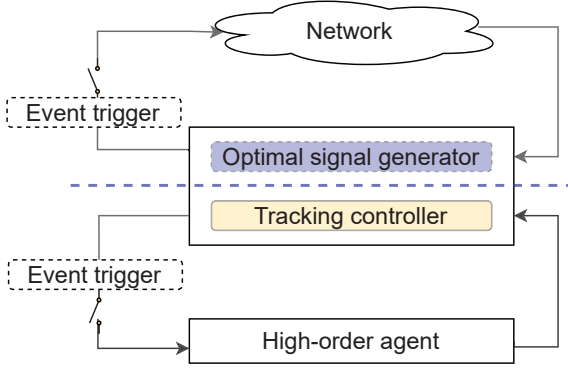 Network
Event trigger
Optimal signal generator
Tracking controller
Event trigger
High-order agent